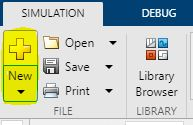 SIMULATION DEBUG
New
Open
Save
Print
Library
Browser
FILE LIBRARY